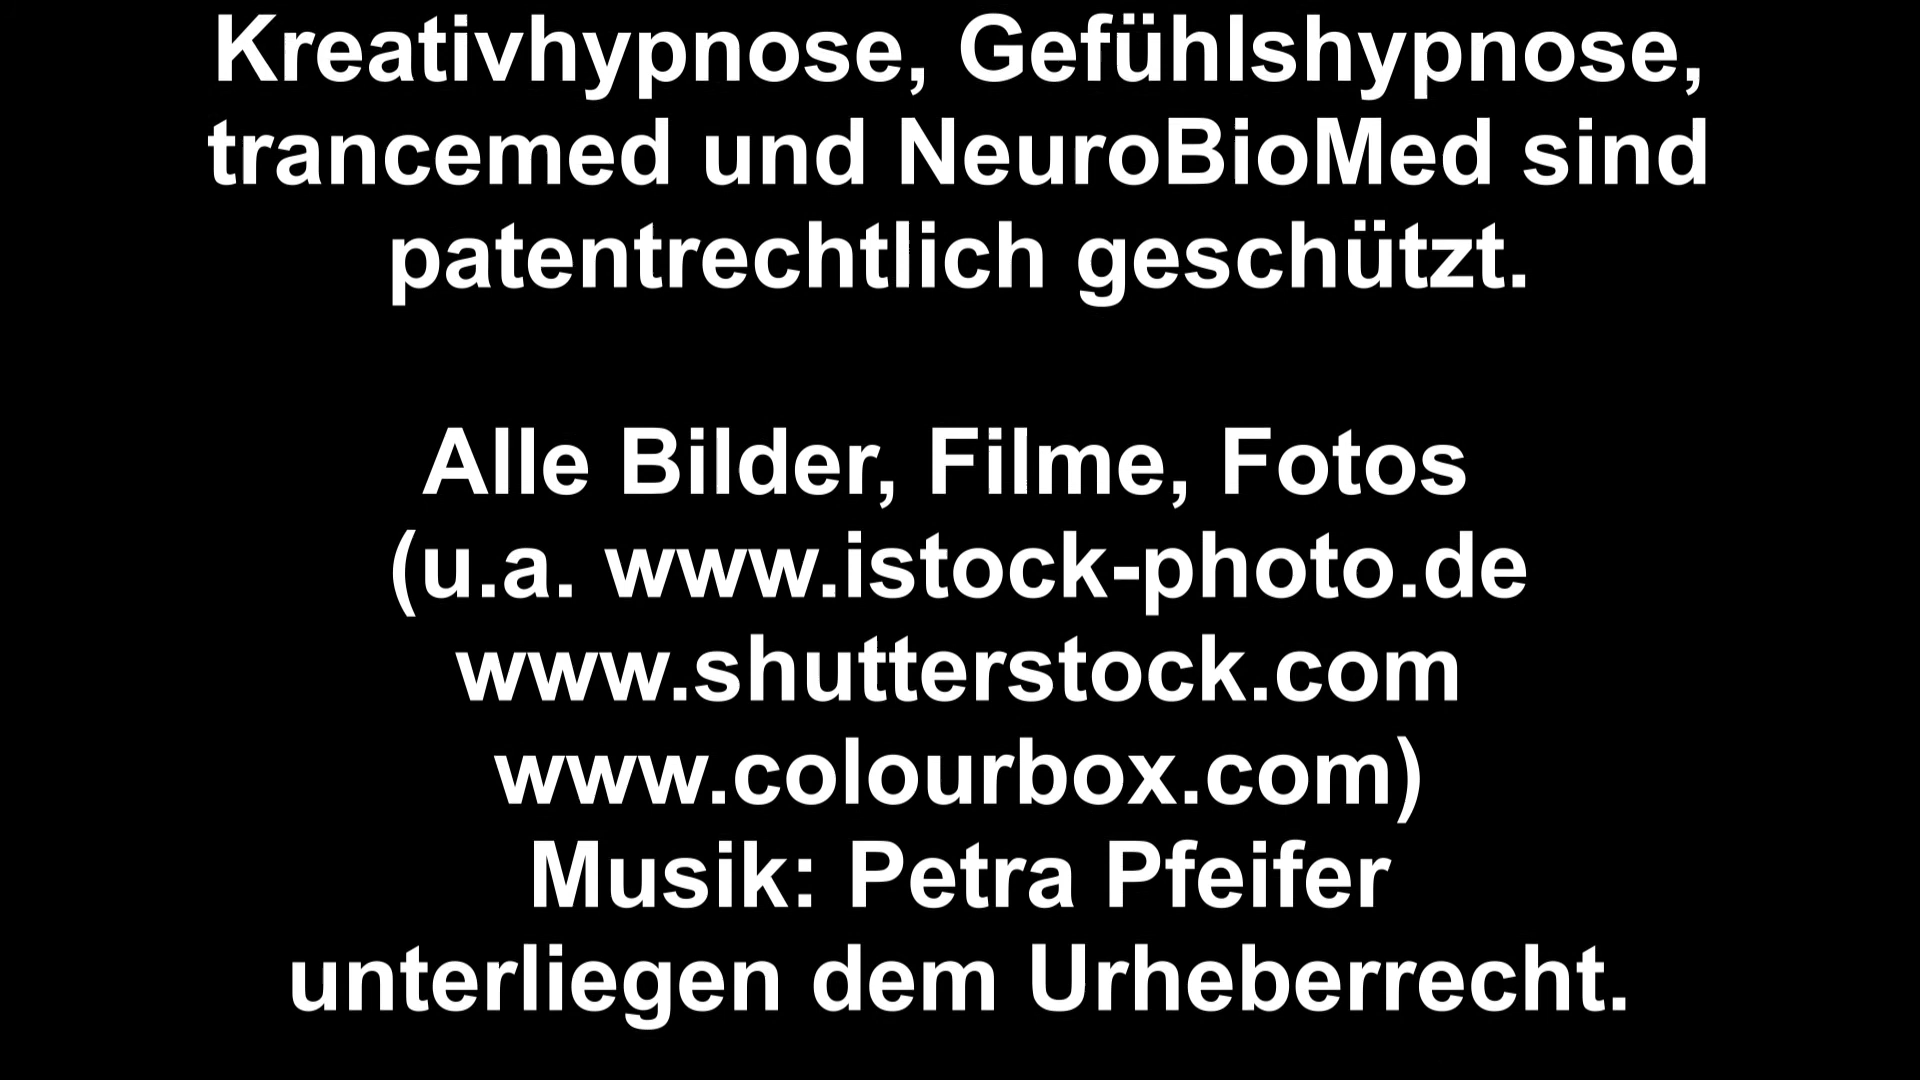 Kreativhypnose, Gefühlshypnose,
trancemed und NeuroBioMed sind
patentrechtlich geschützt.
Alle Bilder, Filme, Fotos
(u.a. www.istock-photo.de
www.shutterstock.com
www.colourbox.com)
Musik: Petra Pfeifer
unterliegen dem Urheberrecht.